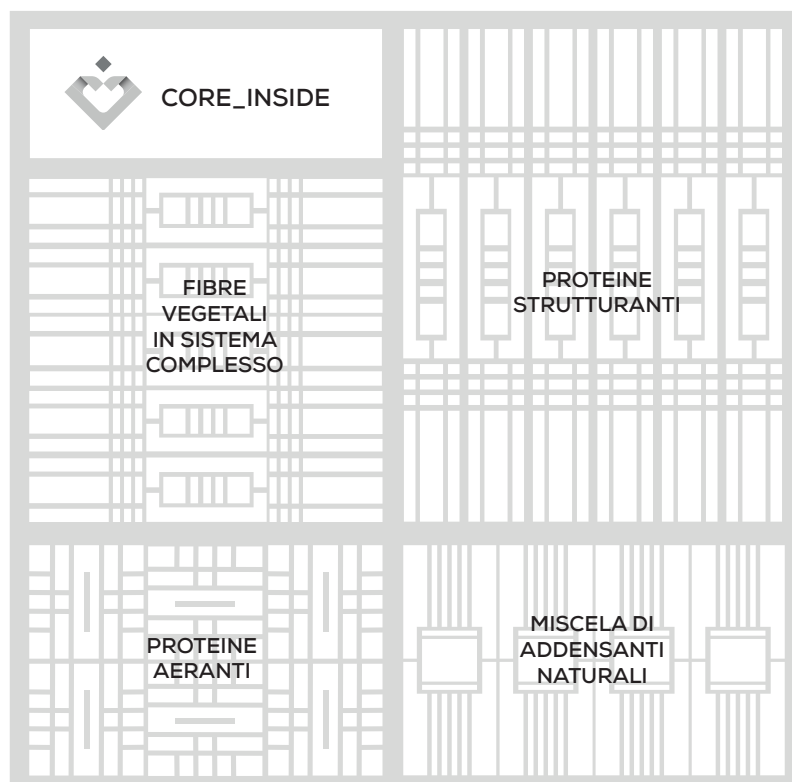 CORE_INSIDE
FIBRE
VEGETALI
IN SISTEMA
COMPLESSO
PROTEINE
STRUTTURANTI
PROTEINE
AERANTI
MISCELA DI
ADDENSANTI
NATURALI